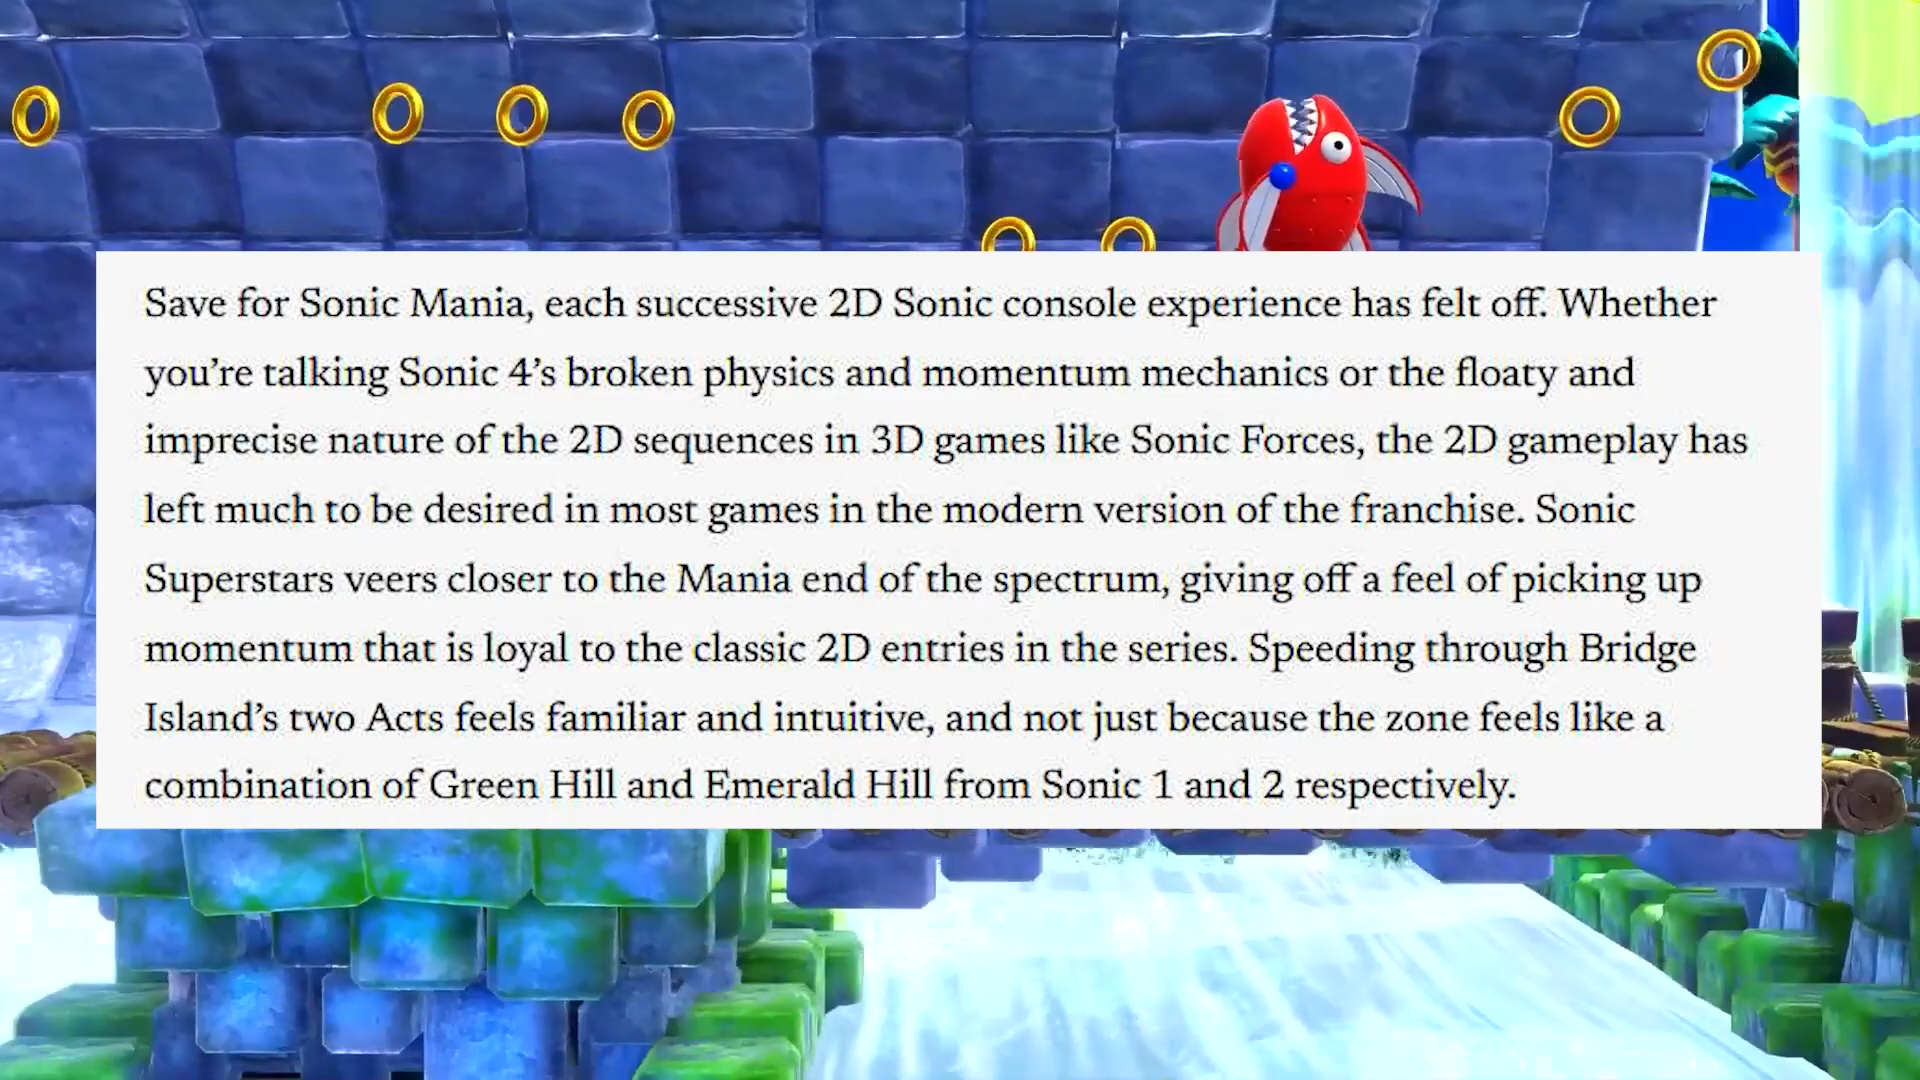 Save for Sonic Mania, each successive 2D Sonic console experience has felt off. Whether
you’re talking Sonic 4’s broken physics and momentum mechanics or the floaty and
imprecise nature of the 2D sequences in 3D games like Sonic Forces, the 2D gameplay has
left much to be desired in most games in the modern version of the franchise. Sonic
Superstars veers closer to the Mania end of the spectrum, giving off a feel of picking up
momentum that is loyal to the classic 2D entries in the series. Speeding through Bridge
Island’s two Acts feels familiar and intuitive, and not just because the zone feels like a
combination of Green Hill and Emerald Hill from Sonic 1 and 2 respectively.